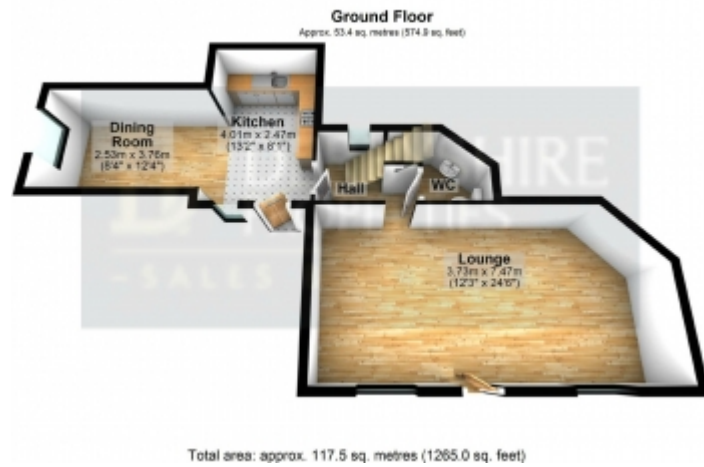 Ground Floor
Approx. 53.4 sq. metres (574.9 sq. feet)
Dining
Room
2.53m x 3.76m
(8'4" x 12'4")
Kitchen
4.01m x 2.47m
(13'2" x 8'1")
Hall
WC
Lounge
3.73m x 7.47m
(12'3" x 24'6")
HIRE
SALES
Total area: approx. 117.5 sq. metres (1265.0 sq. feet)